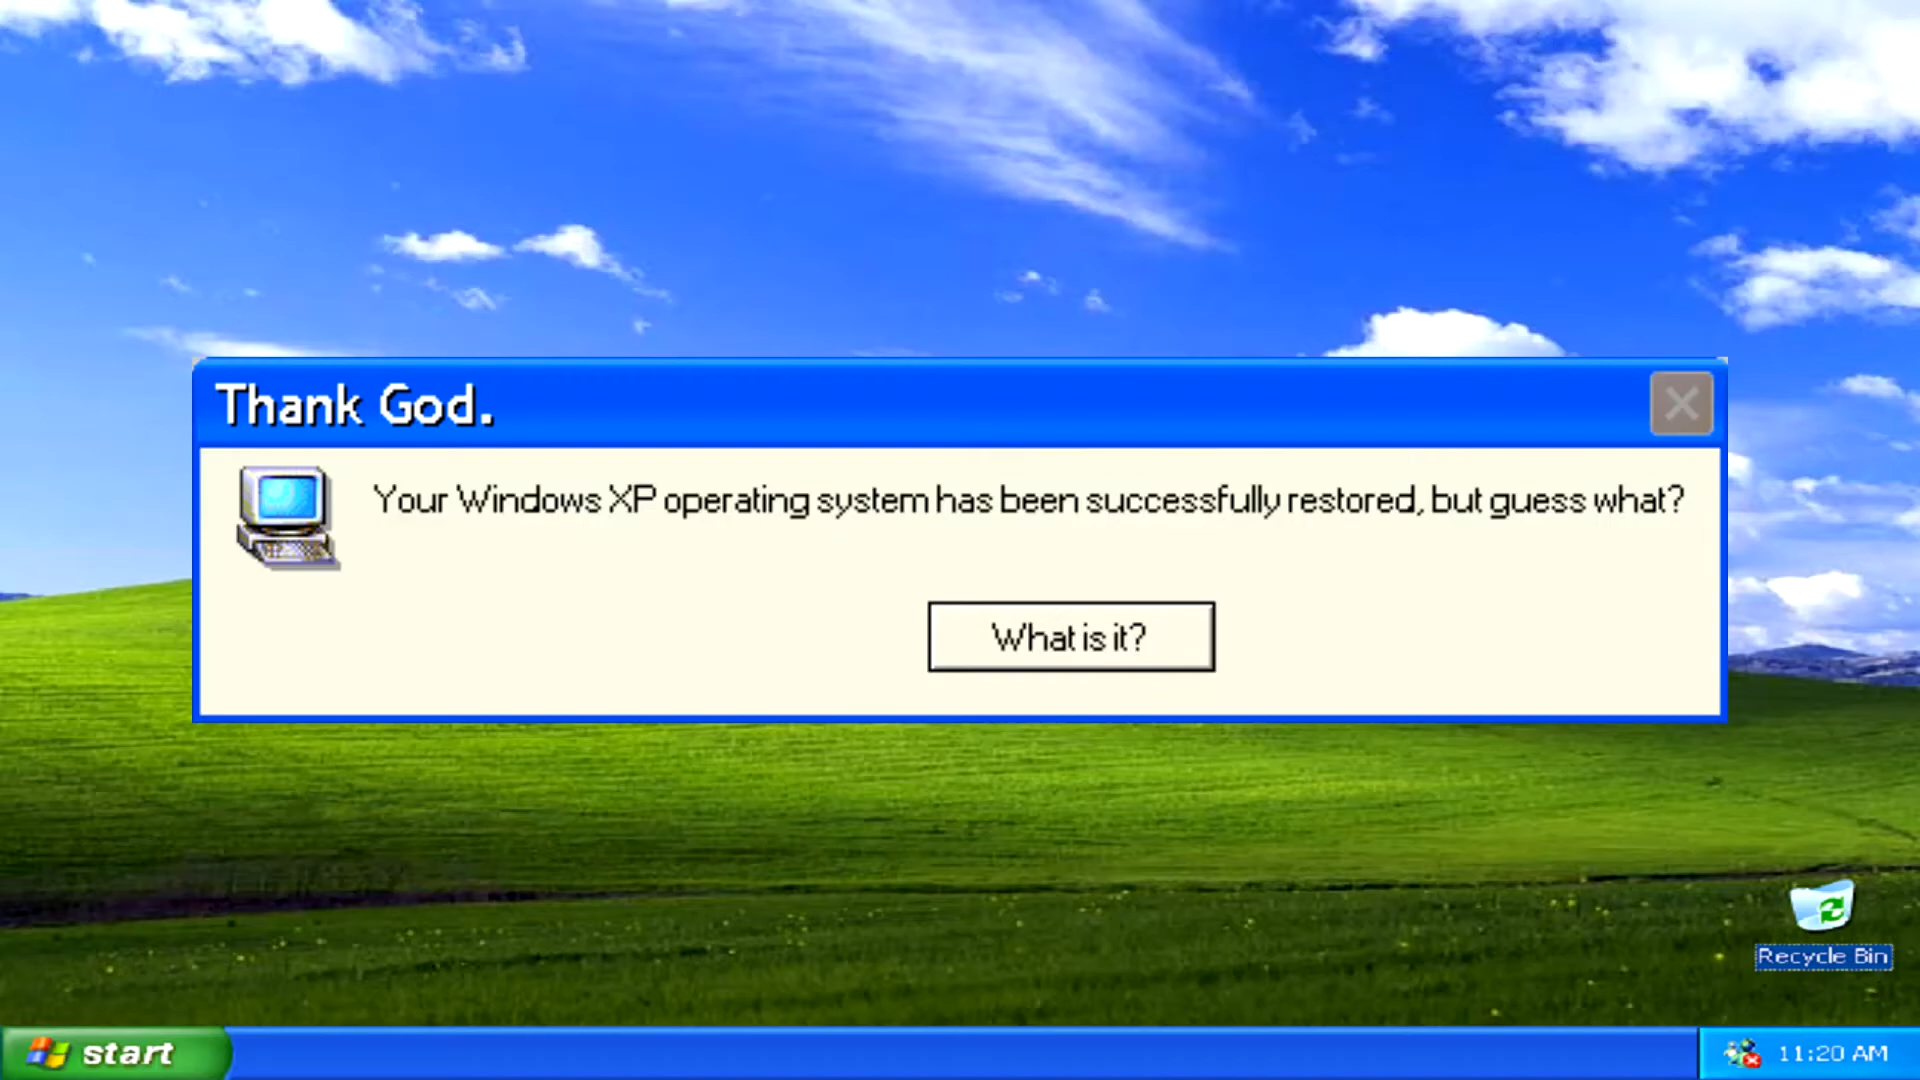 Thank God.
Your Windows XP operating system has been successfully restored, but guess what?
What is it?
Recycle Bin
start
11:20 AM